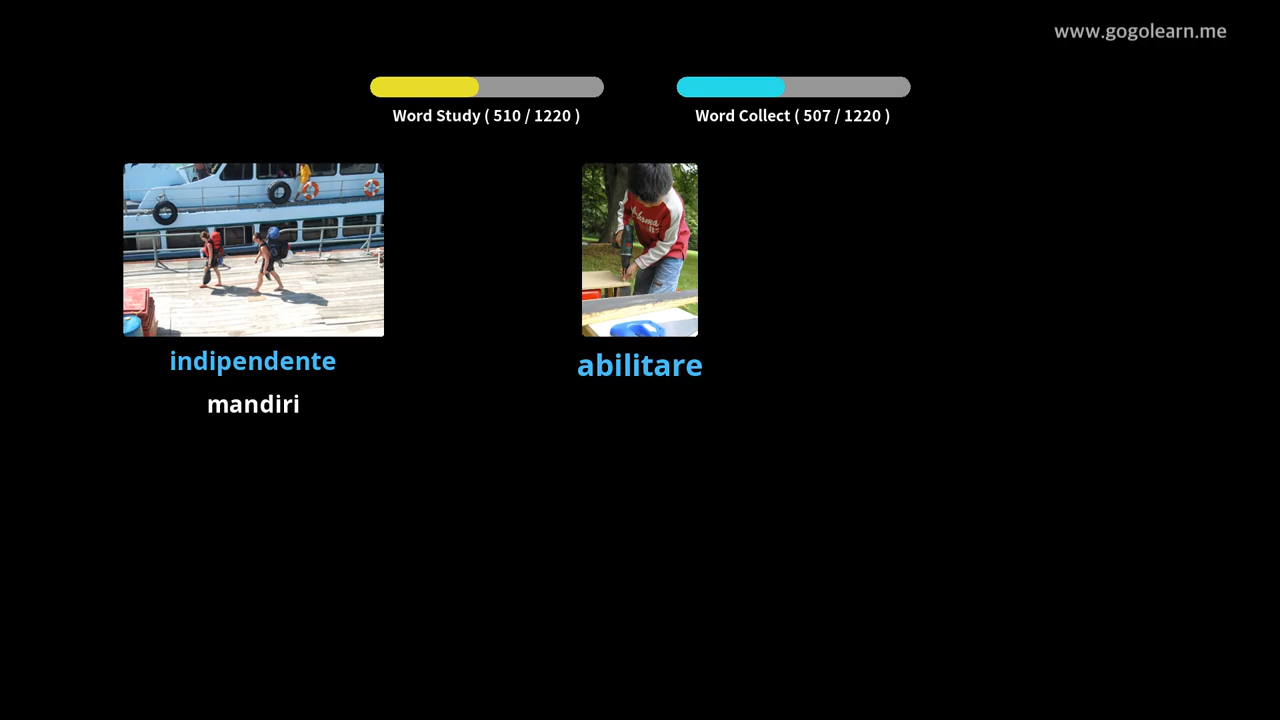 www.gogolearn.me
Word Study ( 510 / 1220 )
Word Collect ( 507 / 1220 )
indipendente
mandiri
abilitare